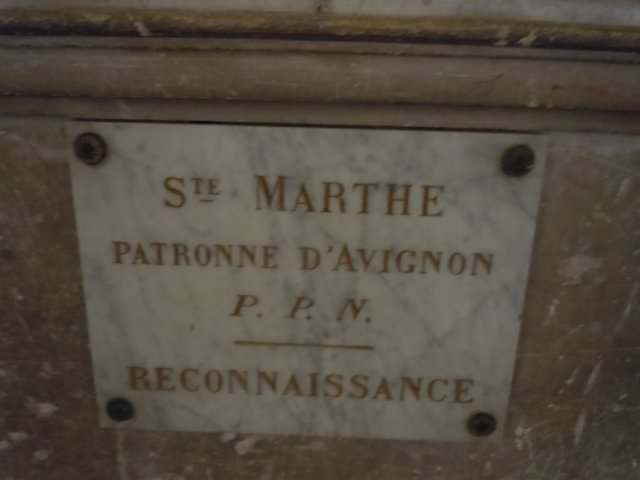 STE MARTHE
PATRONNE D'AVIGNON
P. P. N.
RECONNAISSANCE